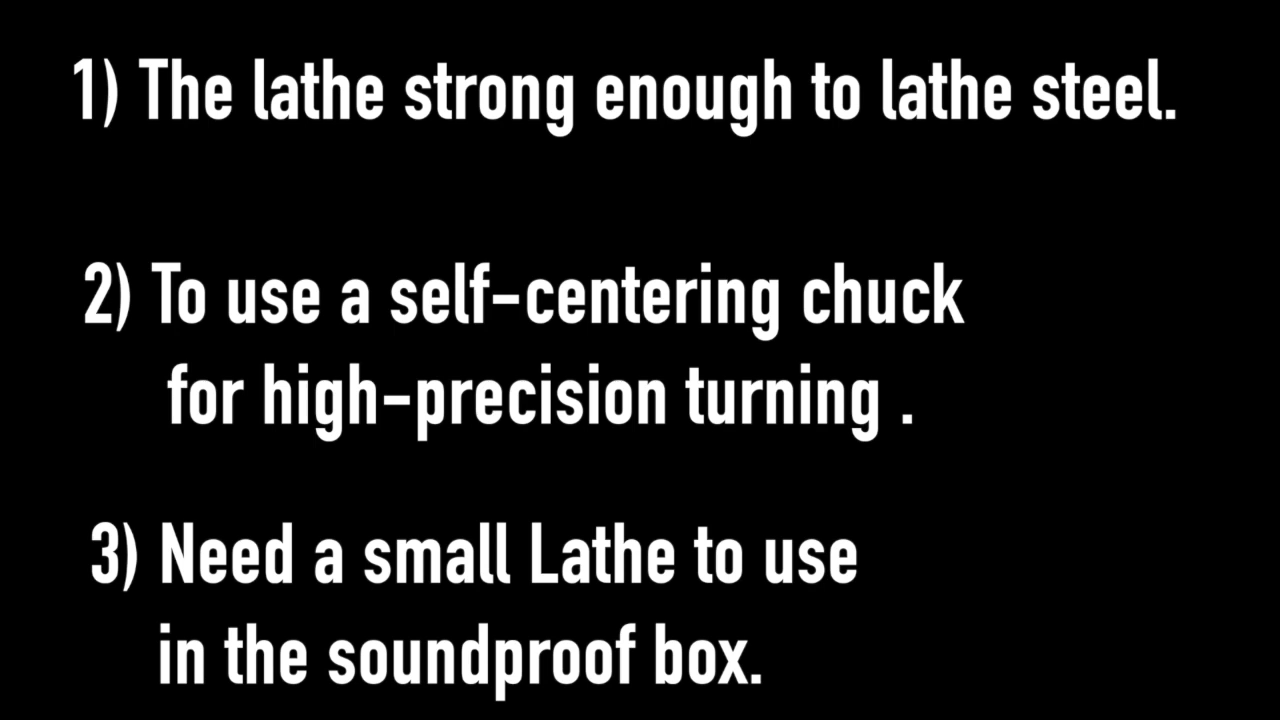 1) The lathe strong enough to lathe steel.
2) To use a self-centering chuck
for high-precision turning .
3) Need a small Lathe to use
in the soundproof box.